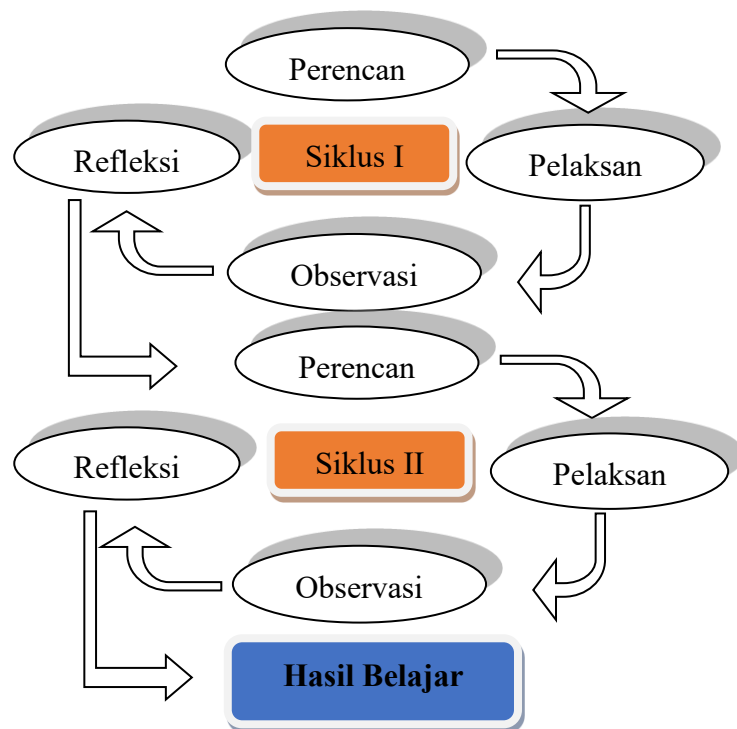 Perencan
Refleksi
Siklus I
Pelaksan
Observasi
Perencan
Refleksi
Siklus II
Pelaksan
Observasi
Hasil Belajar